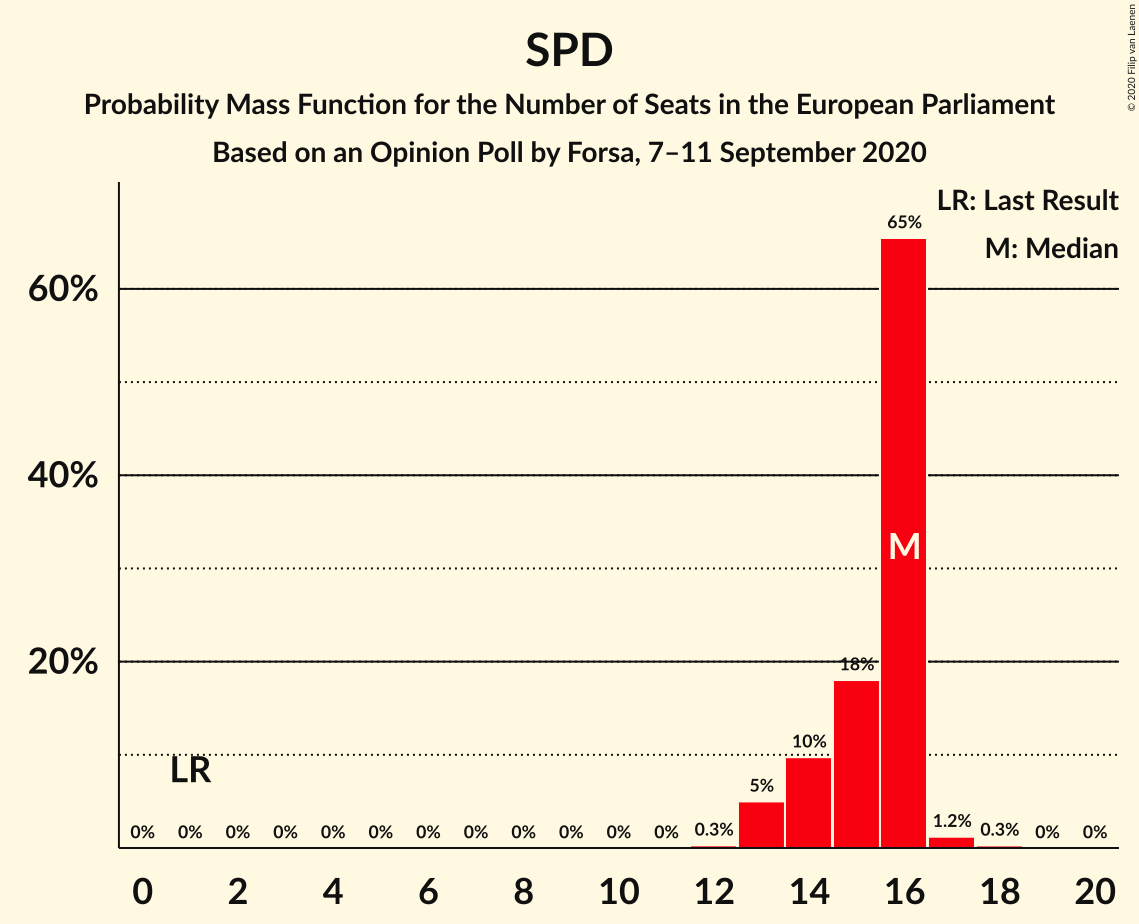 SPD
Probability Mass Function for the Number of Seats in the European Parliament
Based on an Opinion Poll by Forsa, 7–11 September 2020
© 2020 Filip van Laenen
LR: Last Result
M: Median
60%
40%
20%
65%
M
18%
10%
LR
5%
0% 0% 0% 0% 0% 0% 0% 0% 0% 0% 0% 0% 0.3% 1.2% 0.3% 0% 0%
0 2 4 6 8 10 12 14 16 18 20